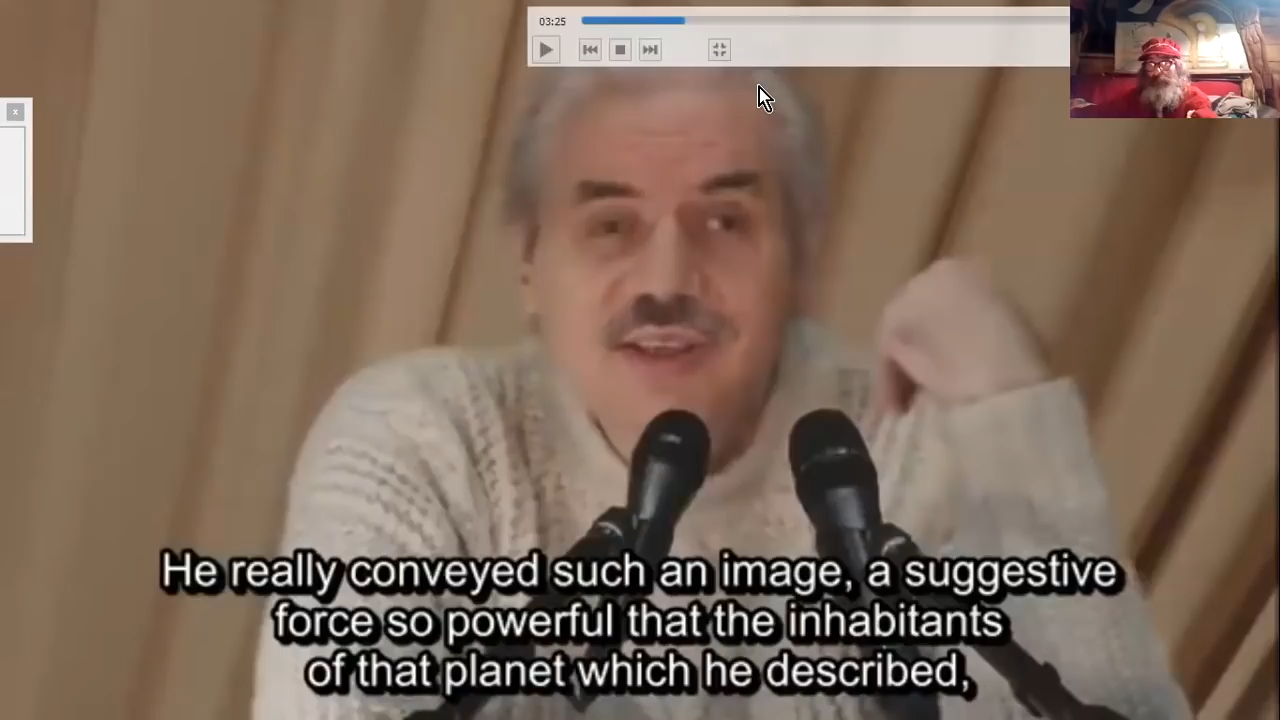 03:25
x
He really conveyed such an image, a suggestive
force so powerful that the inhabitants
of that planet which he described,